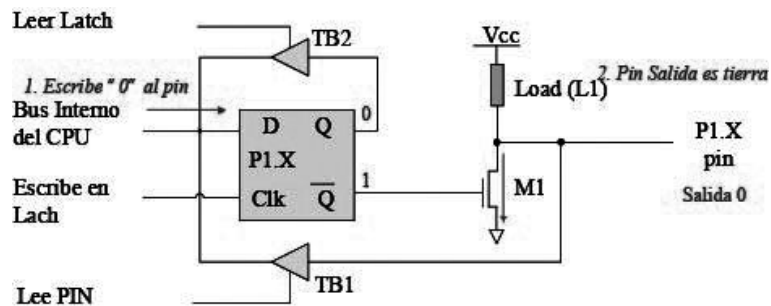 Leer Latch
TB2
Vcc
1. Escribe " 0" al pin
Load (L1)
2. Pin Salida es tierra
Bus Interno
del CPU
D Q
0
P1.X
P1.X
pin
Escribe en
Lach
Clk Q
1
M1
Salida 0
TB1
Lee PIN